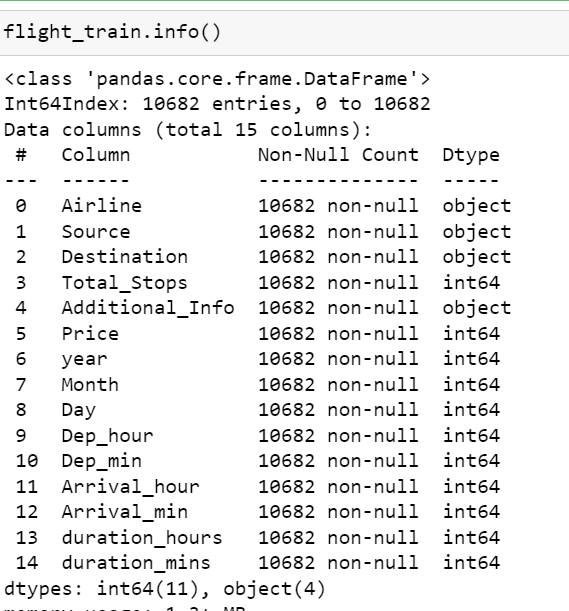 flight_train.info()
<class 'pandas.core.frame.DataFrame'>
Int64Index: 10682 entries, 0 to 10682
Data columns (total 15 columns):
 #   Column           Non-Null Count  Dtype
---  ------           --------------  -----
 0   Airline          10682 non-null  object
 1   Source           10682 non-null  object
 2   Destination      10682 non-null  object
 3   Total_Stops      10682 non-null  int64
 4   Additional_Info  10682 non-null  object
 5   Price            10682 non-null  int64
 6   year             10682 non-null  int64
 7   Month            10682 non-null  int64
 8   Day              10682 non-null  int64
 9   Dep_hour         10682 non-null  int64
 10  Dep_min          10682 non-null  int64
 11  Arrival_hour     10682 non-null  int64
 12  Arrival_min      10682 non-null  int64
 13  duration_hours   10682 non-null  int64
 14  duration_mins    10682 non-null  int64
dtypes: int64(11), object(4)